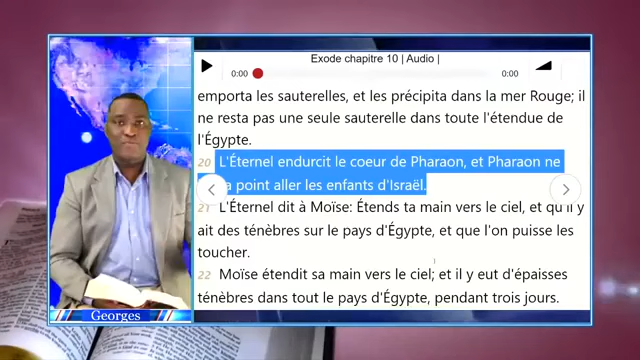 Exode chapitre 10 | Audio |
0:00
0:00
emporta les sauterelles, et les précipita dans la mer Rouge; il
ne resta pas une seule sauterelle dans toute l'étendue de
l'Égypte.
20 L'Éternel endurcit le coeur de Pharaon, et Pharaon ne
a point aller les enfants d'Israël.
21 L'Éternel dit à Moïse: Étends ta main vers le ciel, et qu'il y
ait des ténèbres sur le pays d'Égypte, et que l'on puisse les
toucher.
22 Moïse étendit sa main vers le ciel; et il y eut d'épaisses
ténèbres dans tout le pays d'Égypte, pendant trois jours.
Georges